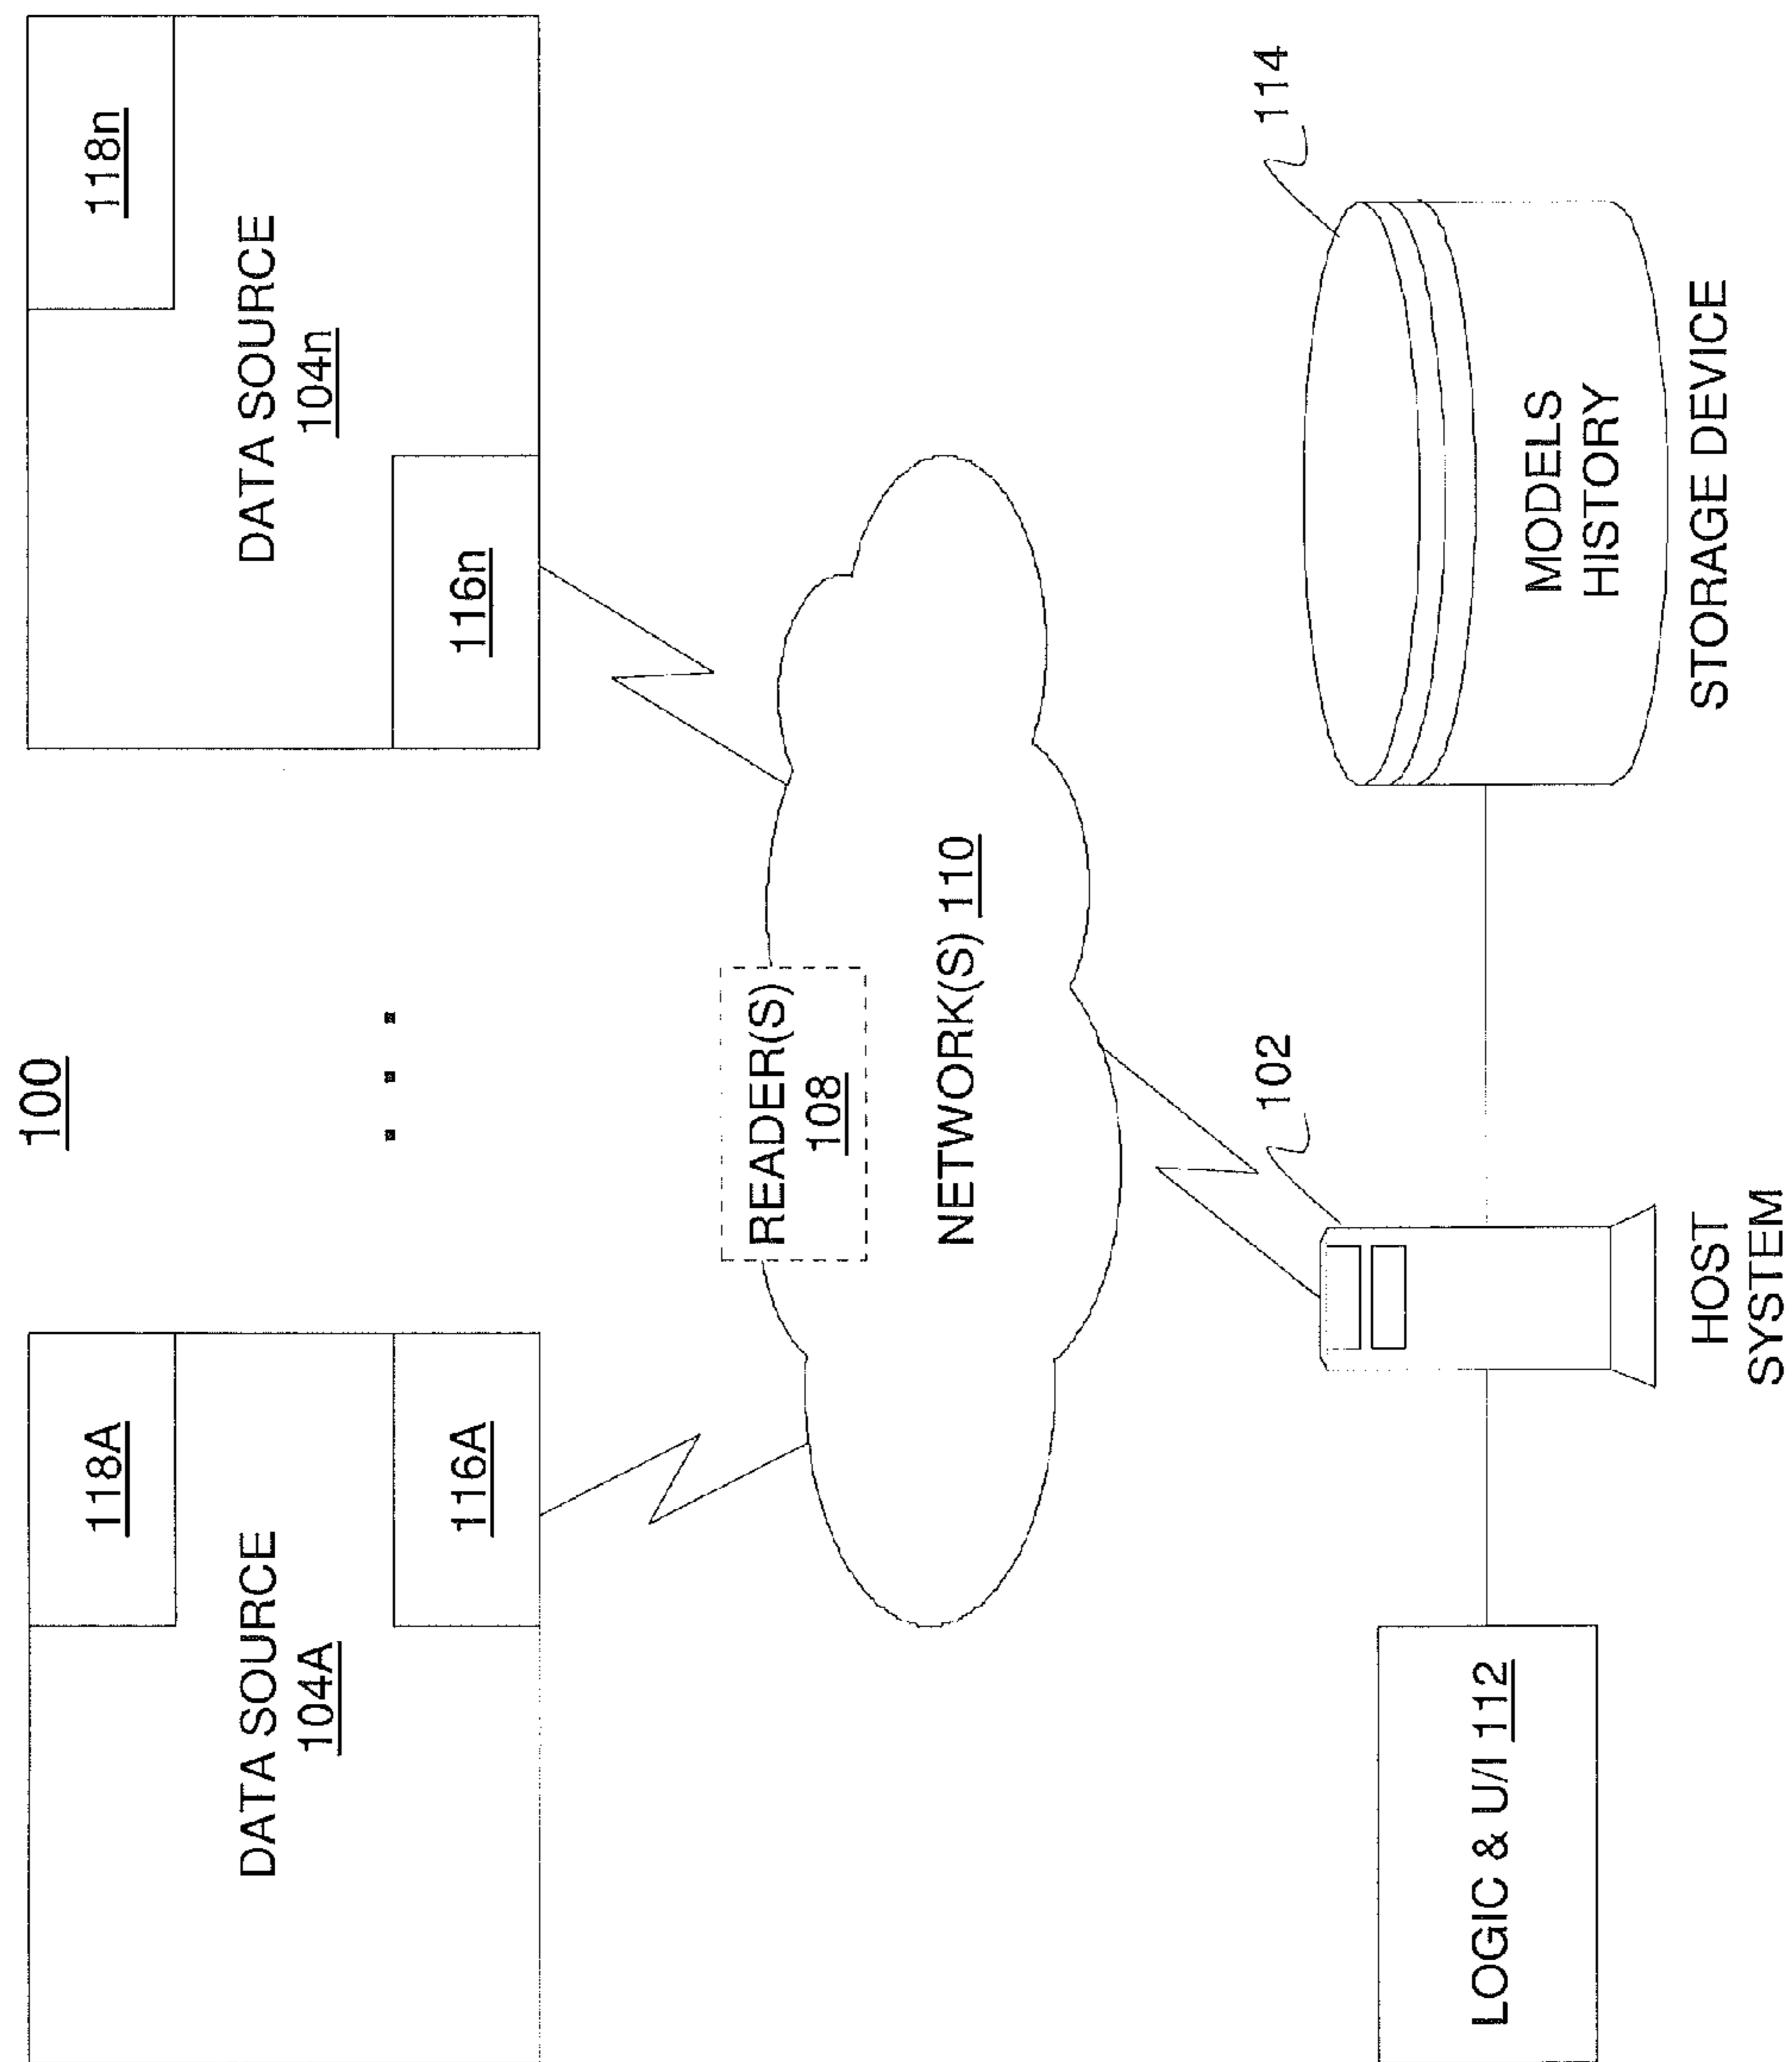 100
118A
DATA SOURCE
104A
116A
118n
DATA SOURCE
104n
116n
READER(S)
108
NETWORK(S) 110
LOGIC & U/I 112
102
HOST
SYSTEM
114
MODELS
HISTORY
STORAGE DEVICE